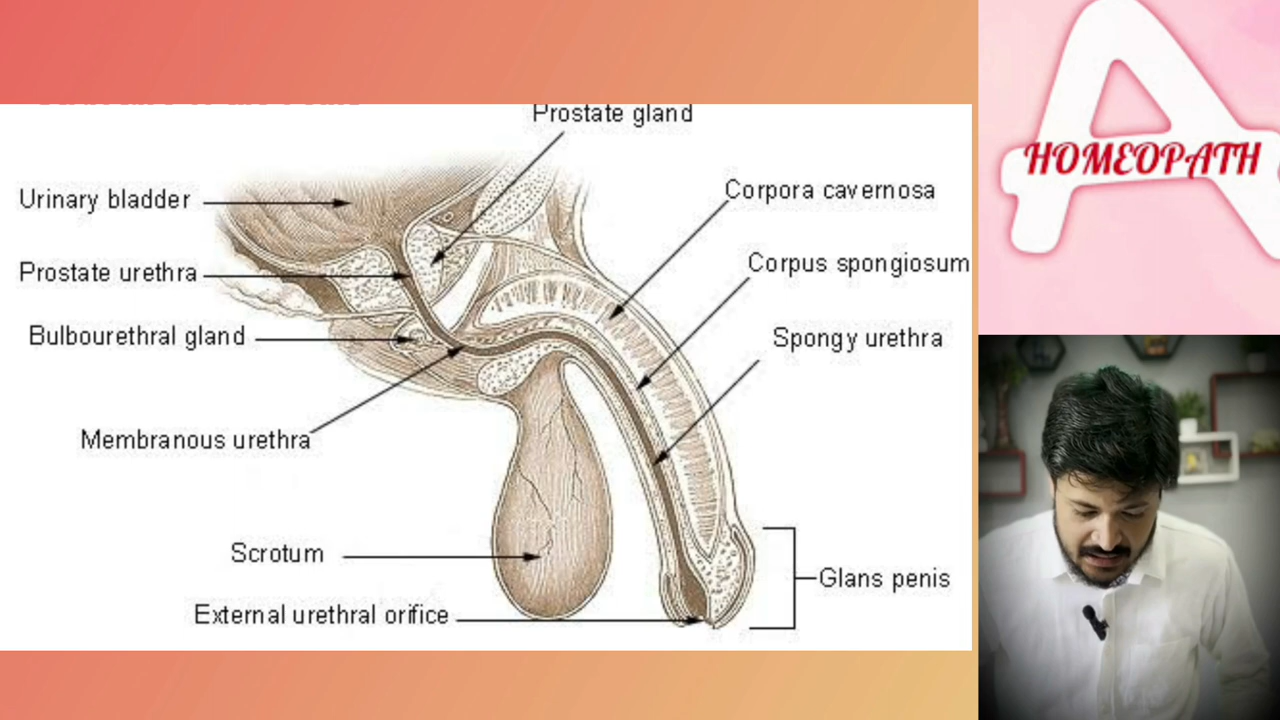 Prostate gland
Urinary bladder
Corpora cavernosa
Corpus spongiosum
Prostate urethra
Bulbourethral gland
Spongy urethra
Membranous urethra
Scrotum
Glans penis
External urethral orifice
A
HOMEOPATH